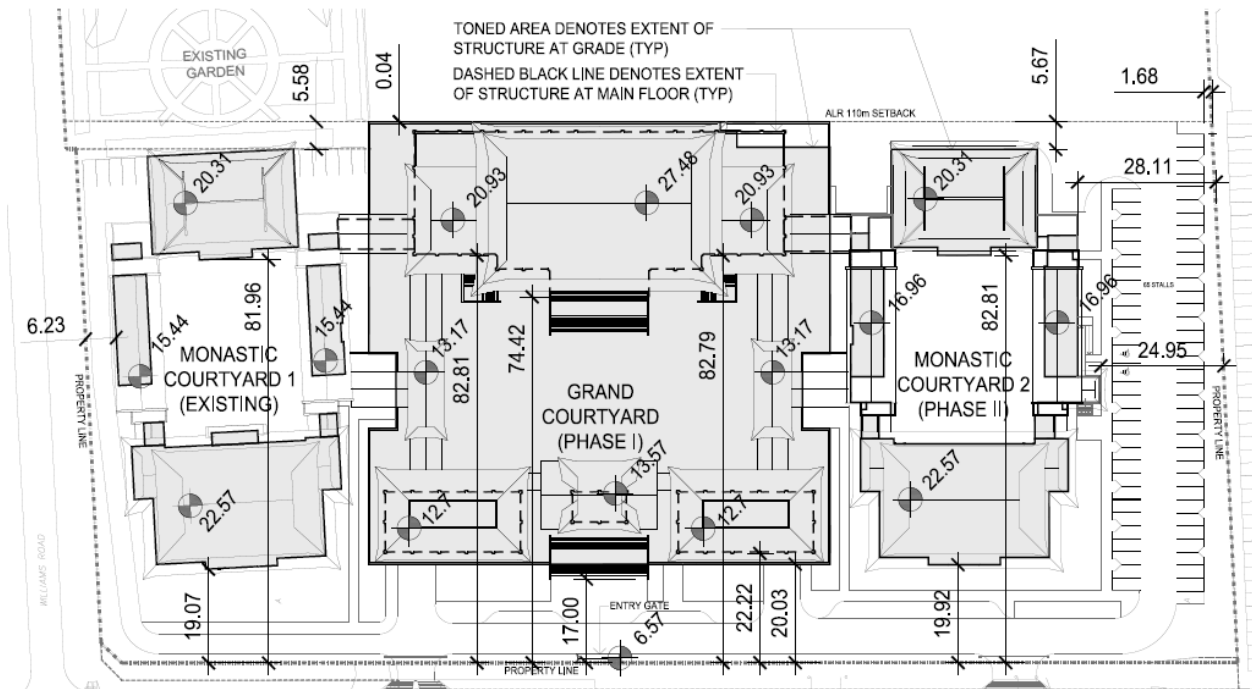 TONED AREA DENOTES EXTENT OF
STRUCTURE AT GRADE (TYP)
DASHED BLACK LINE DENOTES EXTENT
OF STRUCTURE AT MAIN FLOOR (TYP)
EXISTING
GARDEN
5.58
0.04
5.67
1.68
ALR 110m SETBACK
28.11
20.31
20.93
27.48
20.93
20.31
6.23
15.44
15.44
81.96
MONASTIC
COURTYARD 1
(EXISTING)
13.17
82.81
74.42
GRAND
COURTYARD
(PHASE I)
82.79
13.17
16.96
82.81
16.96
MONASTIC
COURTYARD 2
(PHASE II)
65 STALLS
24.95
PROPERTY LINE
PROPERTY LINE
22.57
12.7
13.57
12.7
22.57
WILLIAMS ROAD
19.07
17.00
ENTRY GATE
6.57
22.22
20.03
19.92
PROPERTY LINE